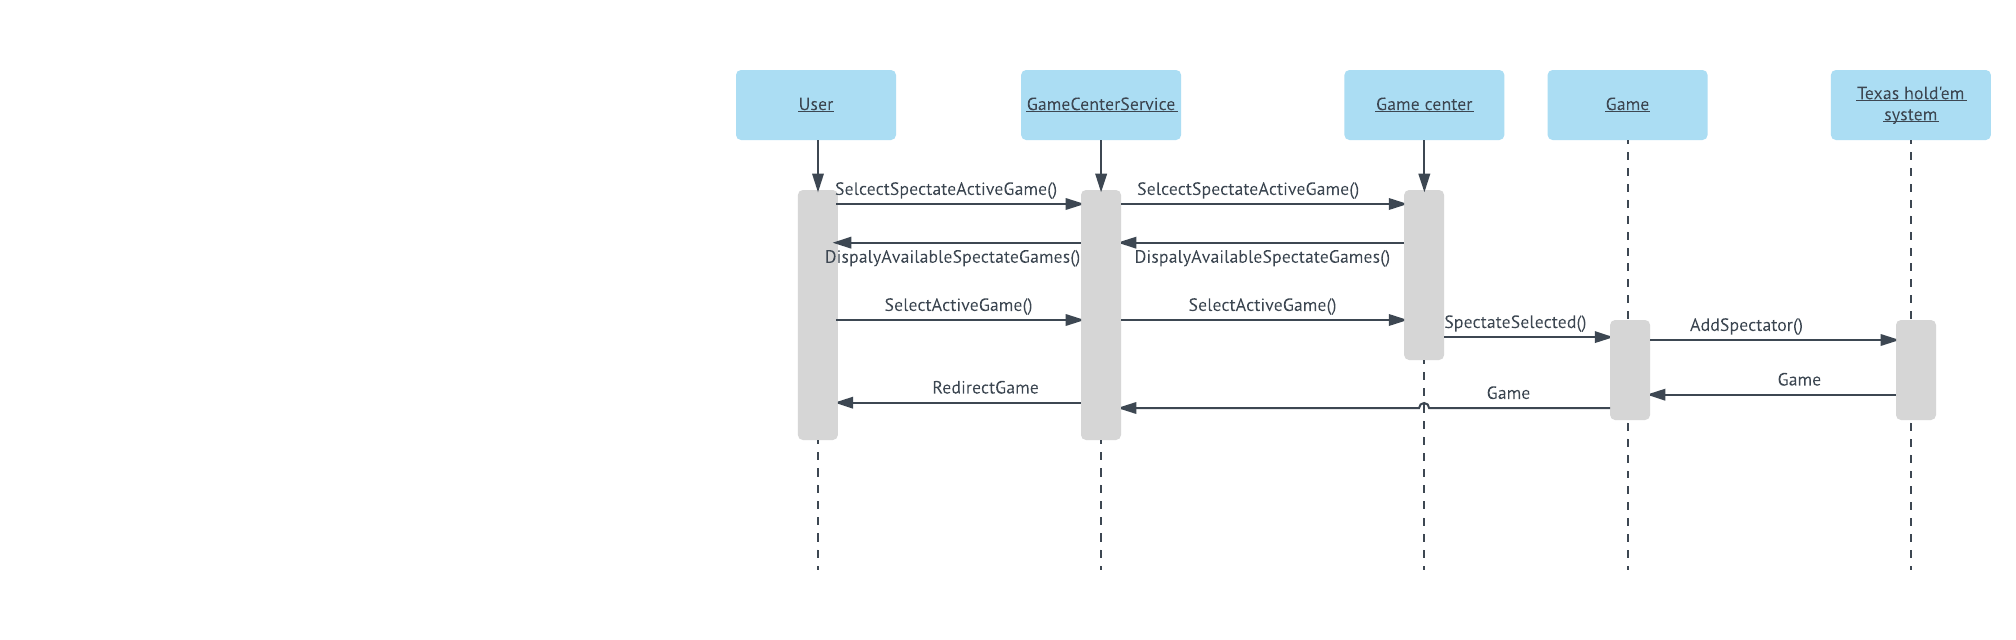 User
GameCenterService
Game center
Game
Texas hold'em
system
SelcectSpectateActiveGame()
SelcectSpectateActiveGame()
DispalyAvailableSpectateGames()
DispalyAvailableSpectateGames()
SelectActiveGame()
SelectActiveGame()
SpectateSelected()
AddSpectator()
RedirectGame
Game
Game